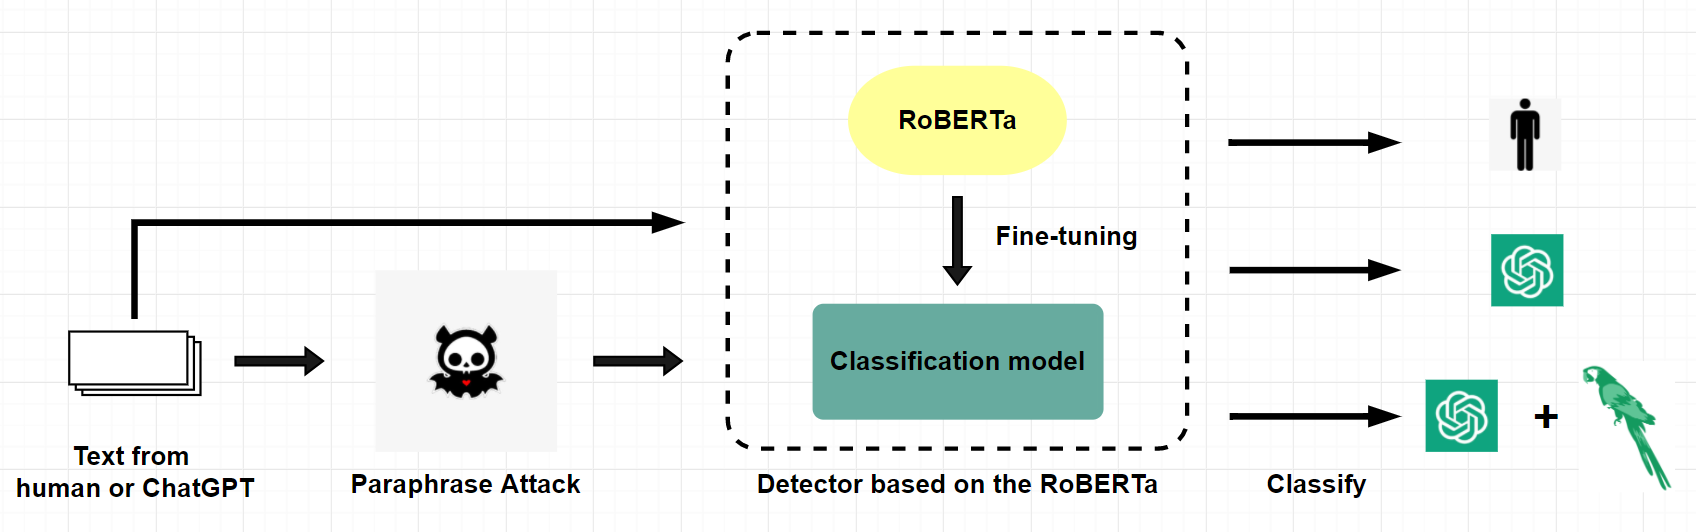 RoBERTa
Fine-tuning
Classification model
Text from
human or ChatGPT
Paraphrase Attack
Detector based on the RoBERTa
Classify
+